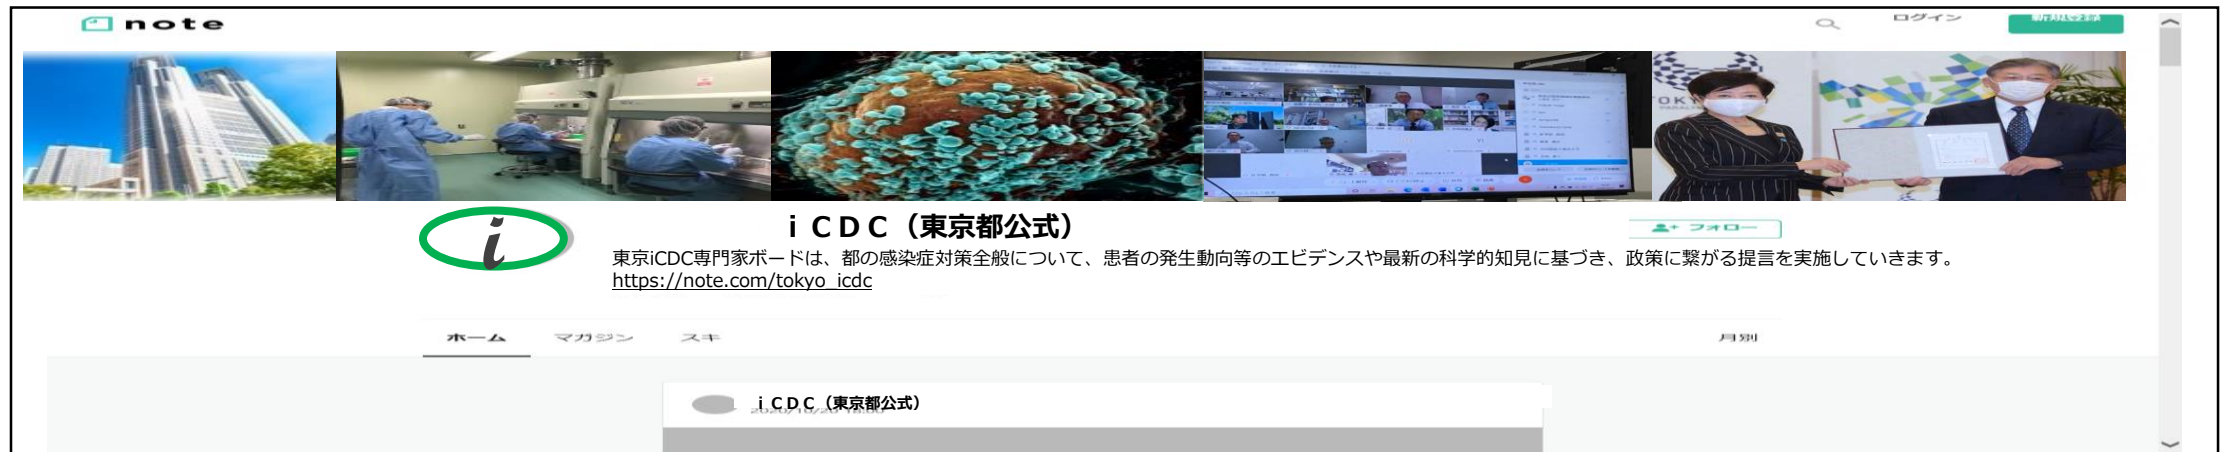 note
ログイン
新規登録
TOK
PARALY
ｉＣＤＣ（東京都公式）
フォロー
東京iCDC専門家ボードは、都の感染症対策全般について、患者の発生動向等のエビデンスや最新の科学的知見に基づき、政策に繋がる提言を実施していきます。
https://note.com/tokyo_icdc
ホーム マガジン スキ 月別
ｉＣＤＣ（東京都公式）